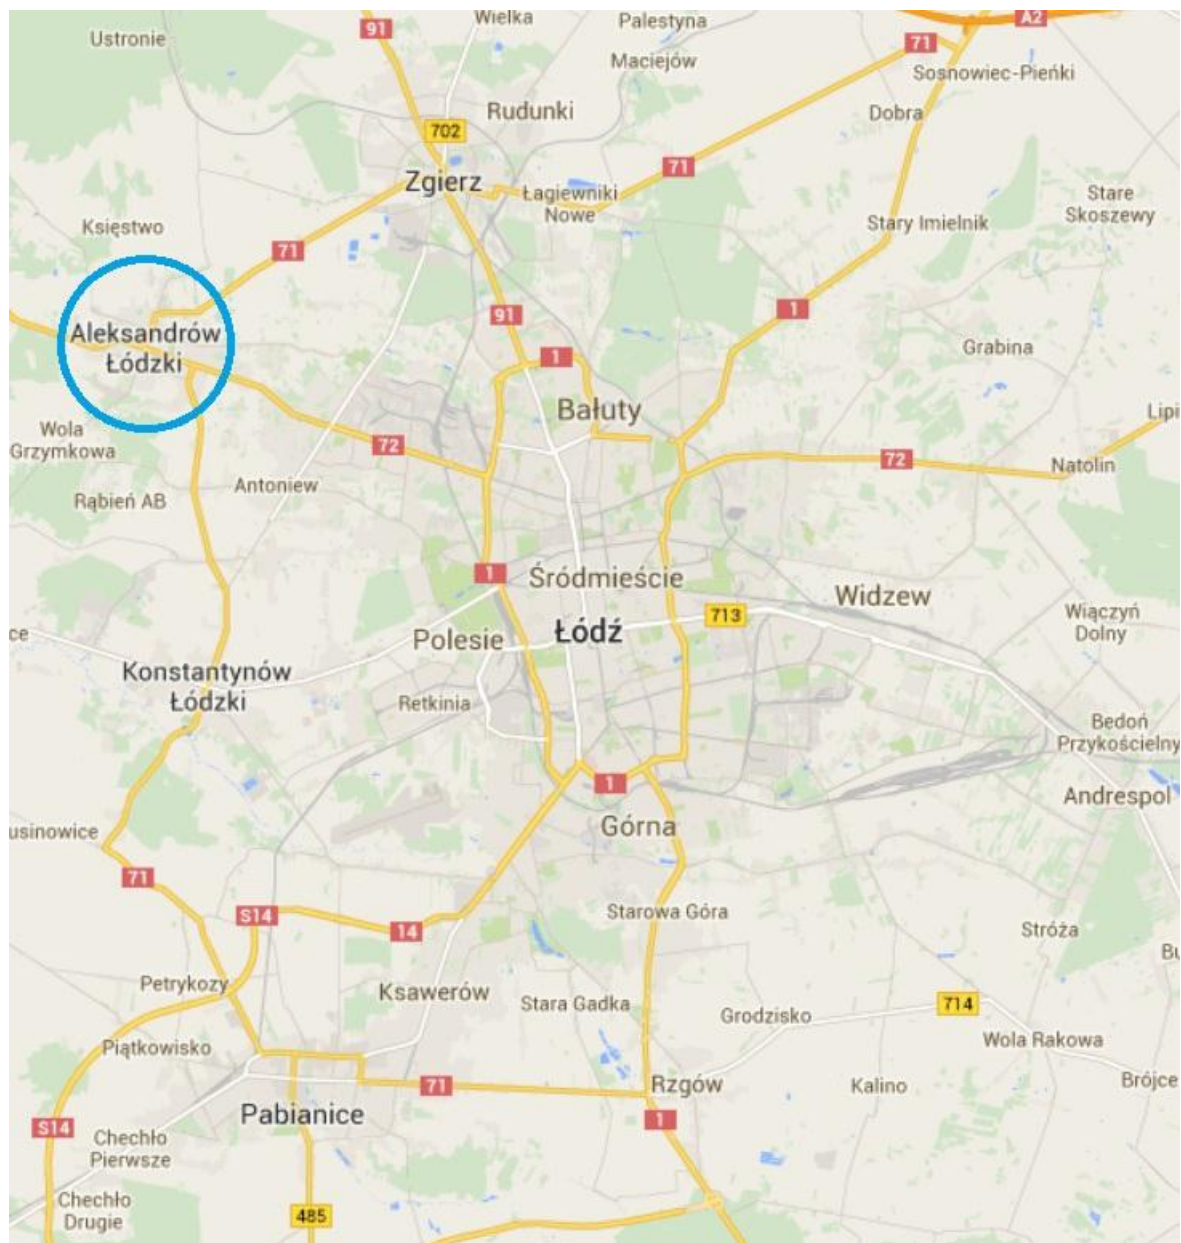 Wielka
Palestyna
A2
91
71
Ustronie
Maciejów
Sosnowiec-Pieńki
Rudunki
Dobra
702
71
Zgierz
Łagiewniki
Nowe
Stare
Skoszewy
Księstwo
Stary Imielnik
71
91
1
Aleksandrów
Łódzki
Grabina
1
Bałuty
Lipi
Wola
Grzymkowa
72
72
Natolin
Antoniew
Rąbień AB
1
Śródmieście
Widzew
713
Wiączyń
Dolny
ce
Łódź
Polesie
Konstantynów
Łódzki
Retkinia
Bedoń
Przykościelny
1
Andrespol
Górna
usinowice
71
S14
14
Starowa Góra
Stróża
Bu
Petrykozy
Ksawerów
Stara Gadka
714
Grodzisko
Wola Rakowa
Piątkowisko
71
Rzgów
Kalino
Brójce
Pabianice
1
S14
Chechło
Pierwsze
Chechło
Drugie
485